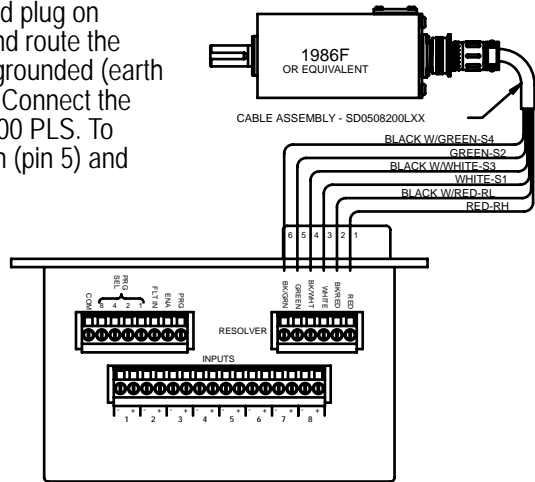 d plug on
nd route the
grounded (earth
Connect the
00 PLS. To
n (pin 5) and
1986F
OR EQUIVALENT
CABLE ASSEMBLY - SD0508200LXX
BLACK W/GREEN-S4
GREEN-S2
BLACK W/WHITE-S3
WHITE-S1
BLACK W/RED-RL
RED-RH
6 5 4 3 2 1
COM 8 4 2 1 FLT IN ENA PRG
PRG
SEL
BK/GRN GREEN BK/WHT WHITE BK/RED RED
RESOLVER
INPUTS
- + - + - + - + - + - + - + - +
1 2 3 4 5 6 7 8